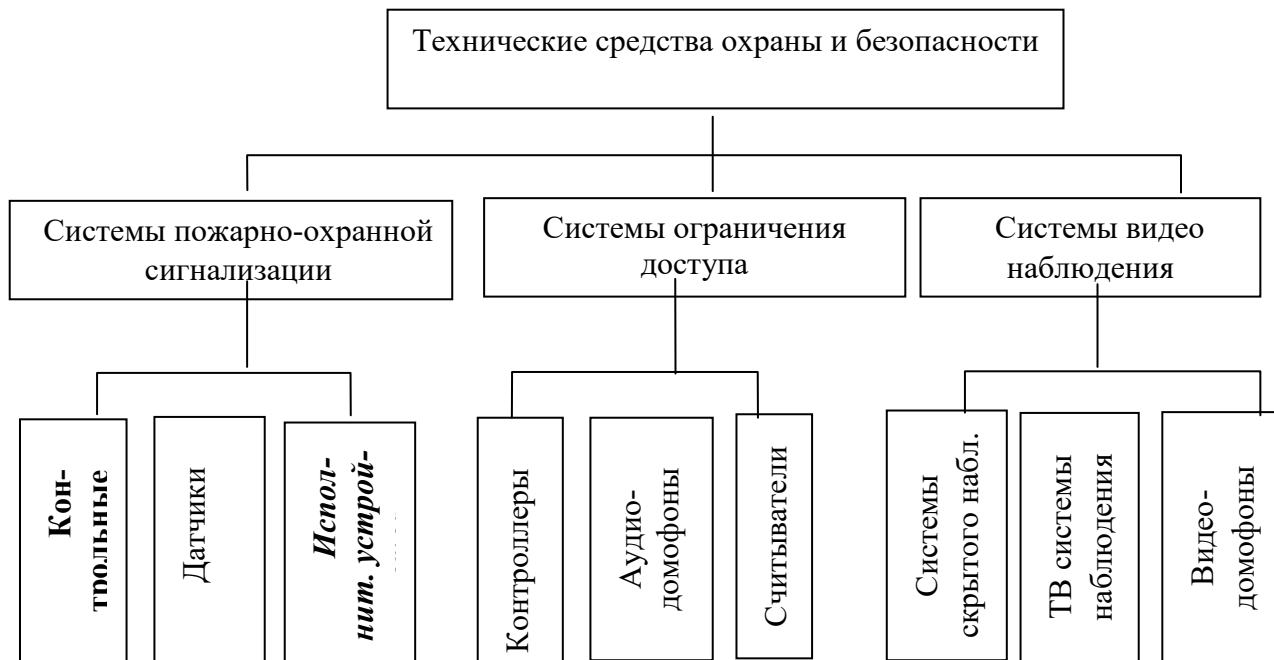 Технические средства охраны и безопасности
Системы пожарно-охранной
сигнализации
Системы ограничения
доступа
Системы видео
наблюдения
Кон-
трольные
Датчики
Испол-
нит. устрой-
Контроллеры
Аудио-
домофоны
Считыватели
Системы
скрытого набл.
ТВ системы
наблюдения
Видео-
домофоны